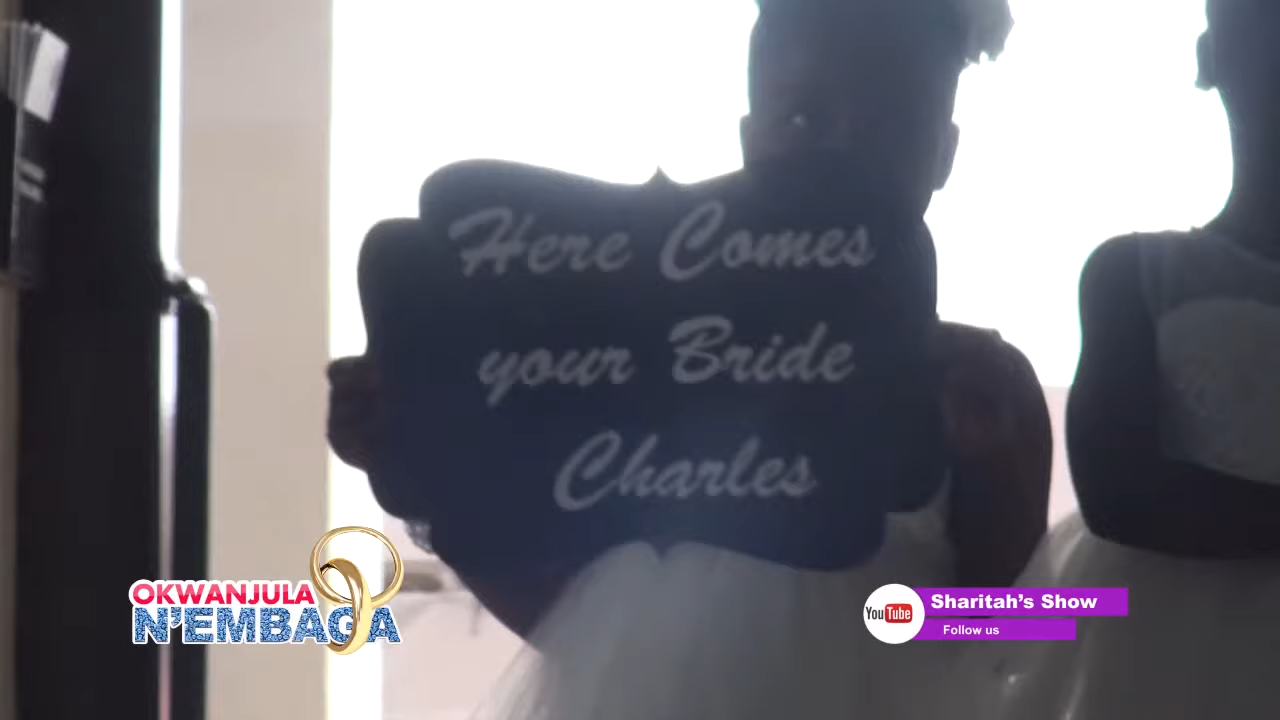 Here Comes
your Bride
Charles
OKWANJULA
N'EMBAGA
YouTube
Sharitah's Show
Follow us